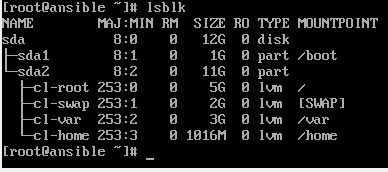 [root@ansible ~]# lsblk
NAME        MAJ:MIN RM  SIZE RO TYPE MOUNTPOINT
sda           8:0         12G  0 disk
├─sda1        8:1          1G  0 part /boot
└─sda2        8:2         11G  0 part
  ├─cl-root 253:0    0    5G  0 lvm  /
  ├─cl-swap 253:1    0    2G  0 lvm  [SWAP]
  ├─cl-var  253:2    0    3G  0 lvm  /var
  └─cl-home 253:3    0 1016M  0 lvm  /home
[root@ansible ~]# _